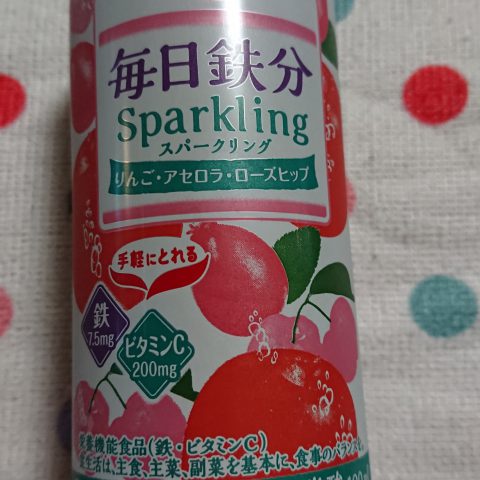 毎日鉄分
Sparkling
スパークリング
りんご・アセロラ・ローズヒップ
手軽にとれる
鉄
7.5mg
ビタミンC
200mg
栄養機能食品(鉄・ビタミンC)
食生活は、主食、主菜、副菜を基本に、食事のバランスを